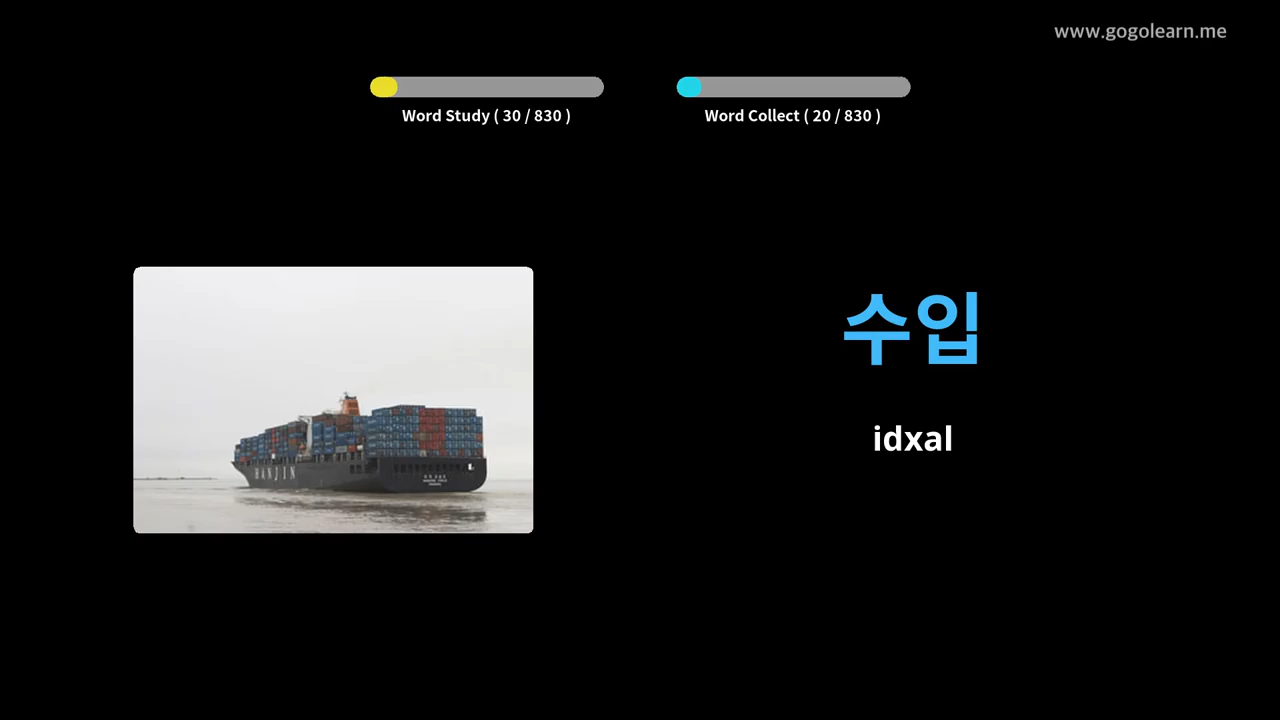 www.gogolearn.me
Word Study ( 30 / 830 )
Word Collect ( 20 / 830 )
수입
idxal
HANJIN